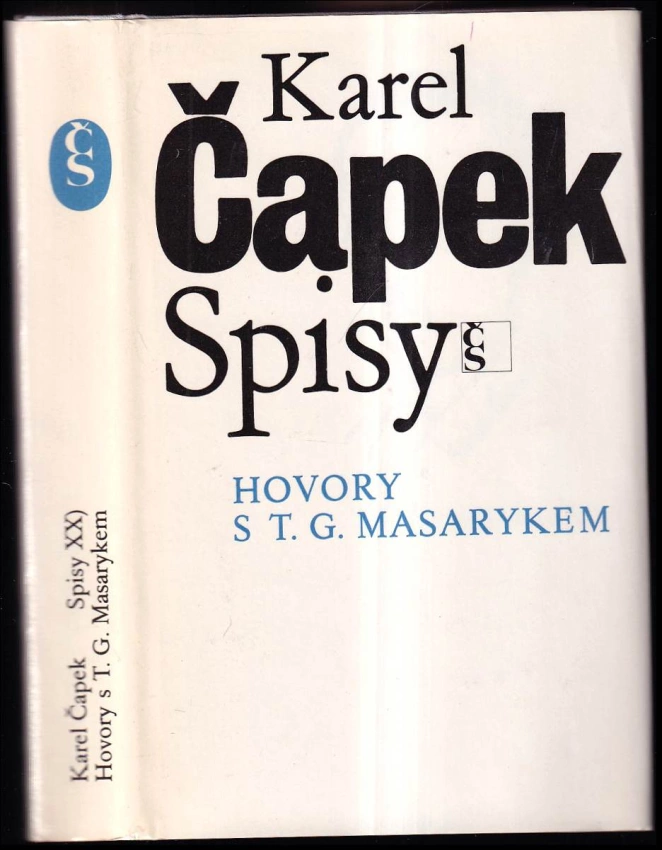 Karel
Čapek
Spisy
ČS
HOVORY
S T. G. MASARYKEM
ČS
Karel Čapek Spisy XX)
Hovory s T. G. Masarykem